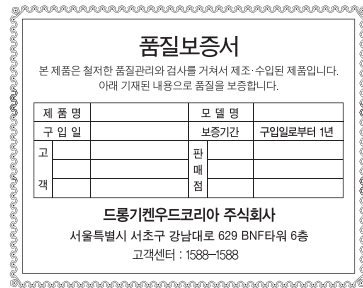 품질보증서
본 제품은 철저한 품질관리와 검사를 거쳐서 제조·수입된 제품입니다.
아래 기재된 내용으로 품질을 보증합니다.
제 품 명 모 델 명
구 입 일 보증기간 구입일로부터 1년
고 객 판 매 점
드롱기켄우드코리아 주식회사
서울특별시 서초구 강남대로 629 BNF타워 6층
고객센터 : 1588-1588